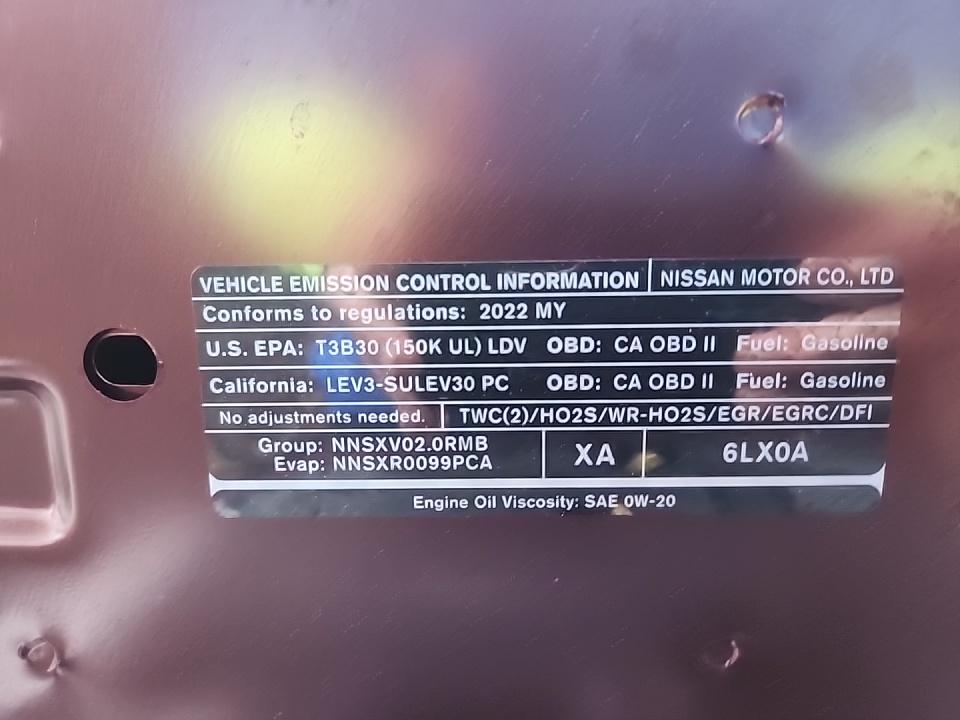 VEHICLE EMISSION CONTROL INFORMATION NISSAN MOTOR CO., LTD
Conforms to regulations: 2022 MY
U.S. EPA: T3B30 (150K UL) LDV OBD: CA OBD II Fuel: Gasoline
California: LEV3-SULEV30 PC OBD: CA OBD II Fuel: Gasoline
No adjustments needed. TWC(2)/HO2S/WR-HO2S/EGR/EGRC/DFI
Group: NNSXV02.0RMB
Evap: NNSXR0099PCA
XA
6LX0A
Engine Oil Viscosity: SAE 0W-20